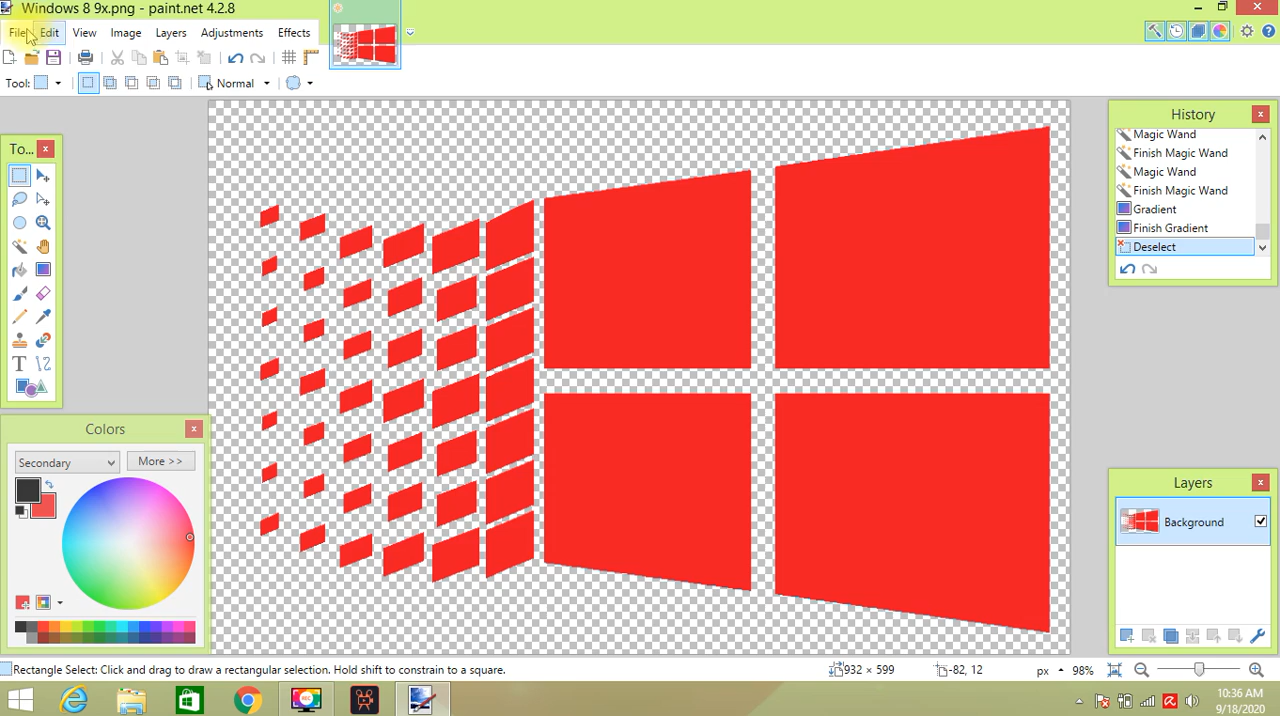 Windows 8 9x.png - paint.net 4.2.8
File Edit View Image Layers Adjustments Effects
Tool: Normal
To...
History
Magic Wand
Finish Magic Wand
Magic Wand
Finish Magic Wand
Gradient
Finish Gradient
Deselect
Colors
Secondary More >>
Layers
Background
Rectangle Select: Click and drag to draw a rectangular selection. Hold shift to constrain to a square. 932 × 599 -82, 12 px 98%
REC
10:36 AM
9/18/2020